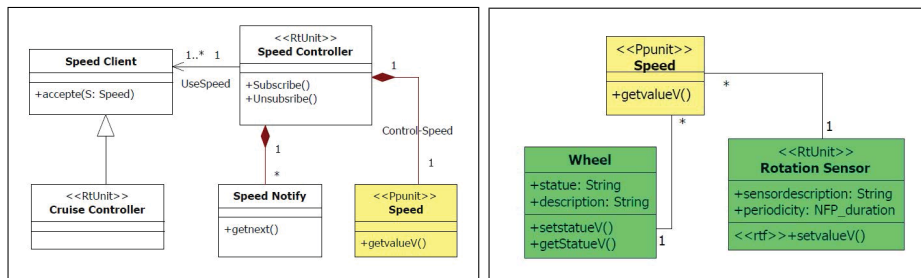 Speed Client
+accepte(S: Speed)
1..* 1
UseSpeed
<<RtUnit>>
Speed Controller
+Subscribe()
+Unsubsribe()
1
Control-Speed
1
1
*
<<RtUnit>>
Cruise Controller
Speed Notify
+getnext()
<<Ppunit>>
Speed
+getvalueV()
<<Ppunit>>
Speed
+getvalueV()
*
*
1
1
Wheel
+statue: String
+description: String
+setstatueV()
+getStatueV()
<<RtUnit>>
Rotation Sensor
+sensordescription: String
+periodicity: NFP_duration
<<rtf>>+setvalueV()